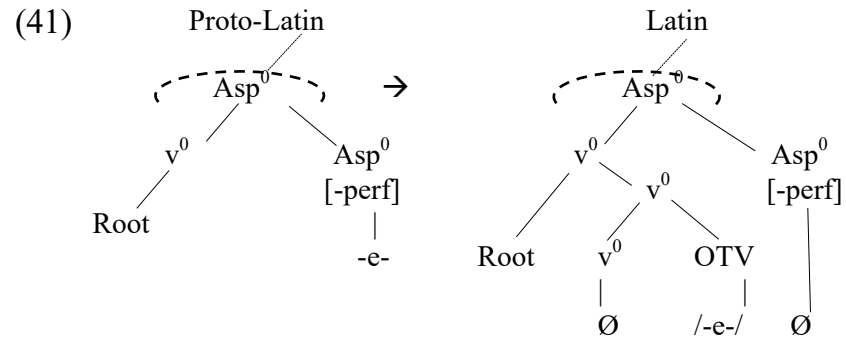 (41) Proto-Latin Latin
Asp⁰ → Asp⁰
v⁰ Asp⁰ v⁰ Asp⁰
[-perf] v⁰ [-perf]
Root
-e- Root v⁰ OTV
Ø /-e-/ Ø